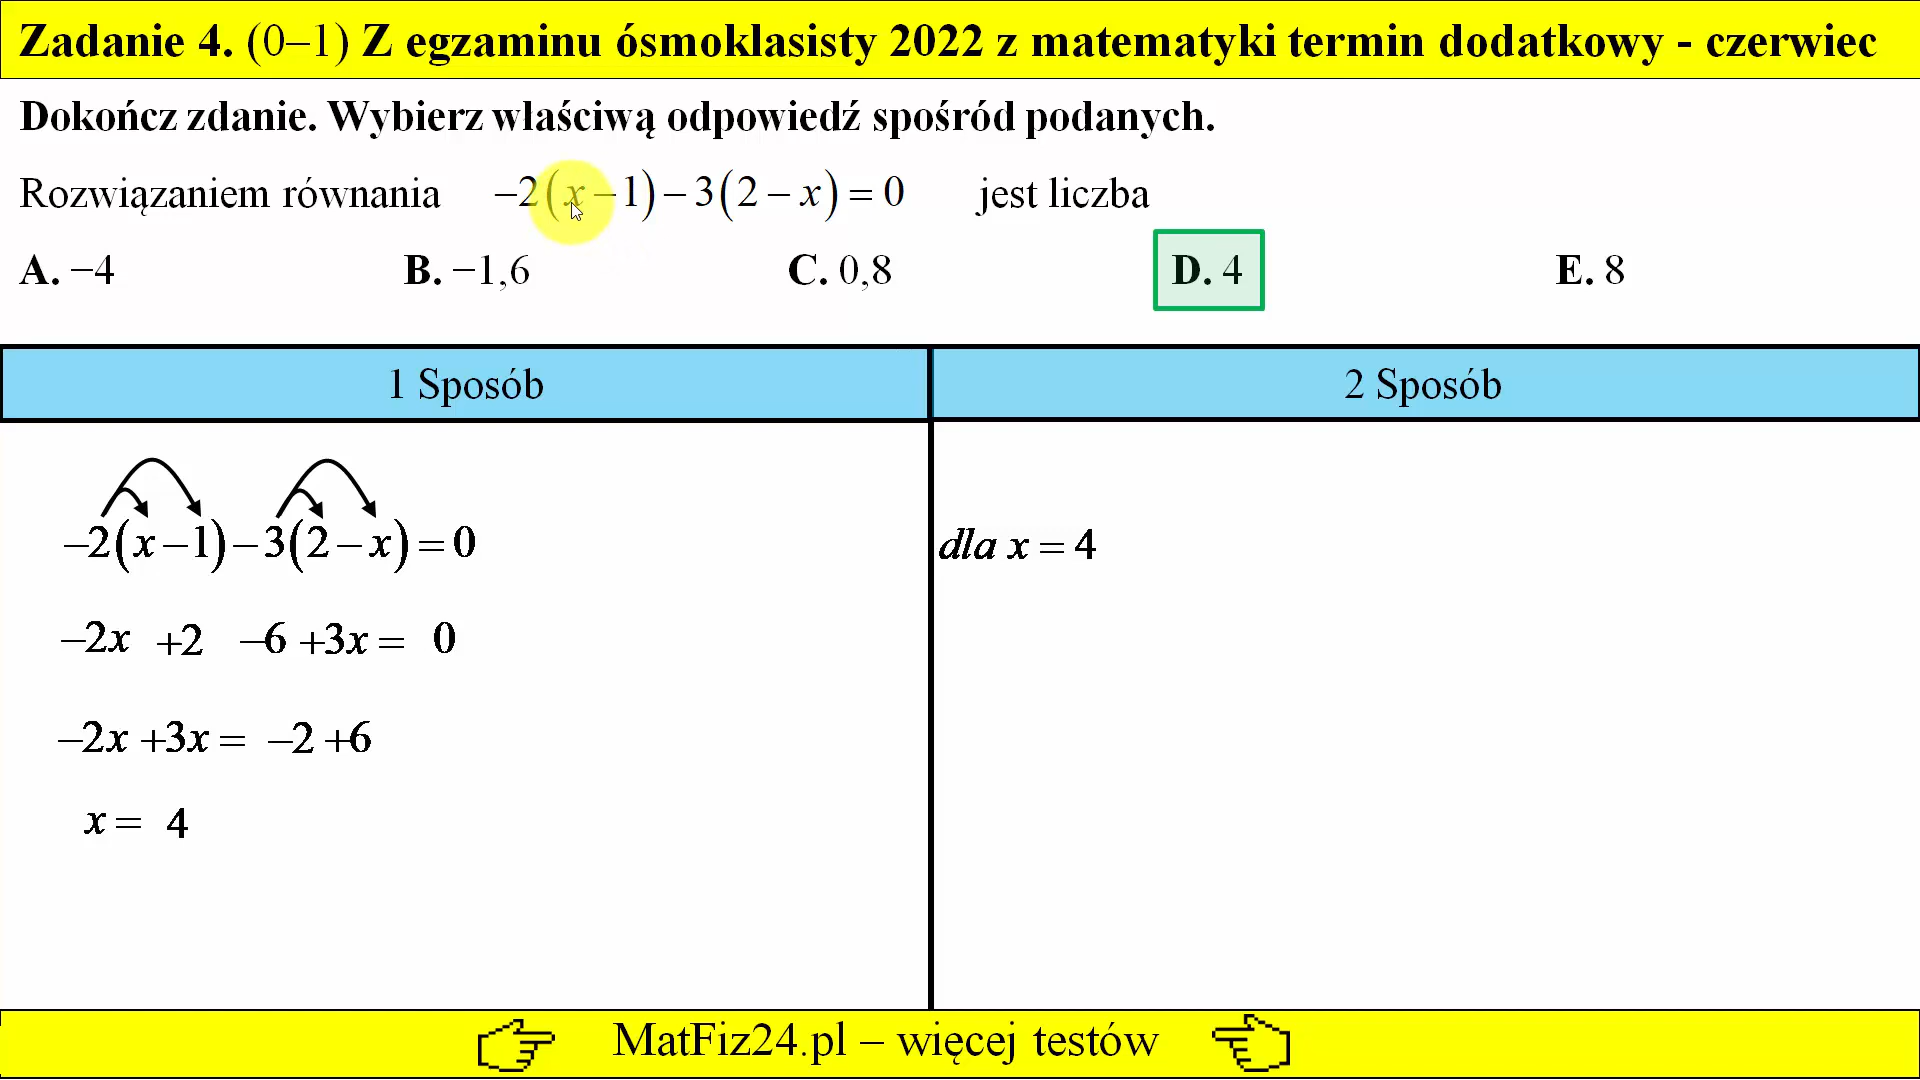 Zadanie 4. (0–1) Z egzaminu ósmoklasisty 2022 z matematyki termin dodatkowy - czerwiec
Dokończ zdanie. Wybierz właściwą odpowiedź spośród podanych.
Rozwiązaniem równania −2(x−1)−3(2−x)=0 jest liczba
A. −4 B. −1,6 C. 0,8 D. 4 E. 8
1 Sposób
−2(x−1)−3(2−x)=0
−2x +2 −6 +3x = 0
−2x +3x = −2 +6
x = 4
2 Sposób
dla x = 4
MatFiz24.pl – więcej testów